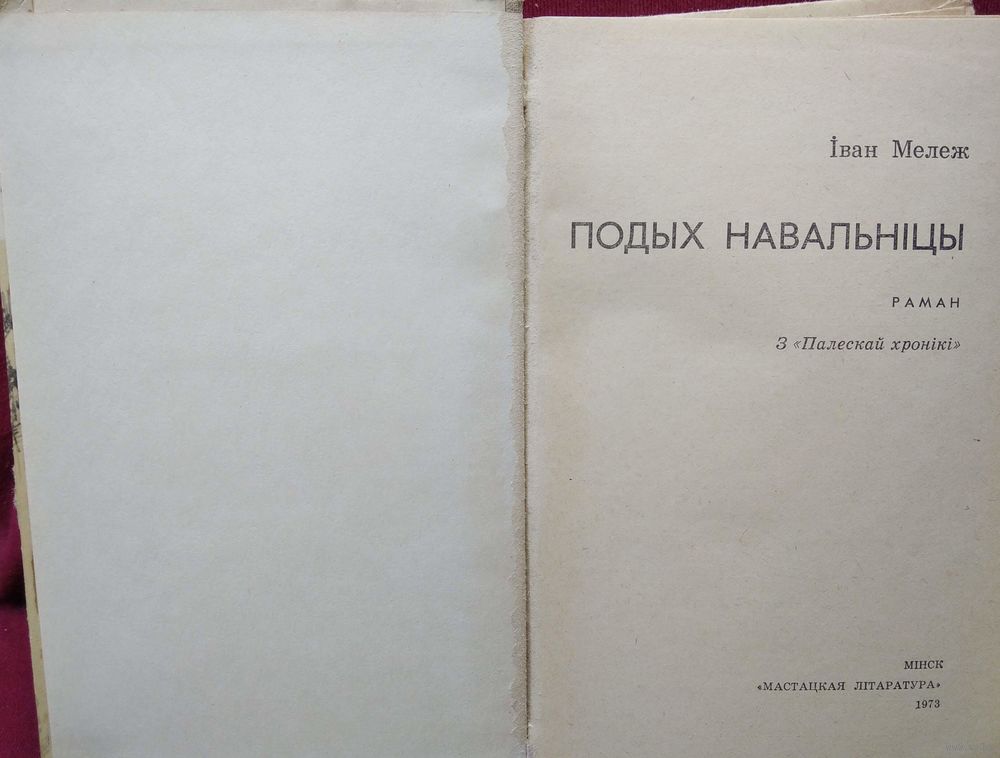 Іван Мележ
ПОДЫХ НАВАЛЬНІЦЫ
РАМАН
З «Палескай хронікі»
МІНСК
«МАСТАЦКАЯ ЛІТАРАТУРА»
1973